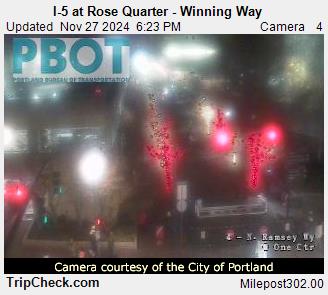 I-5 at Rose Quarter - Winning Way
Updated Nov 27 2024 6:23 PM Camera 4
PBOT
PORTLAND BUREAU OF TRANSPORTATION
4 - N. Ramsey Wy
@ One Ctr
Camera courtesy of the City of Portland
TripCheck.com Milepost302.00